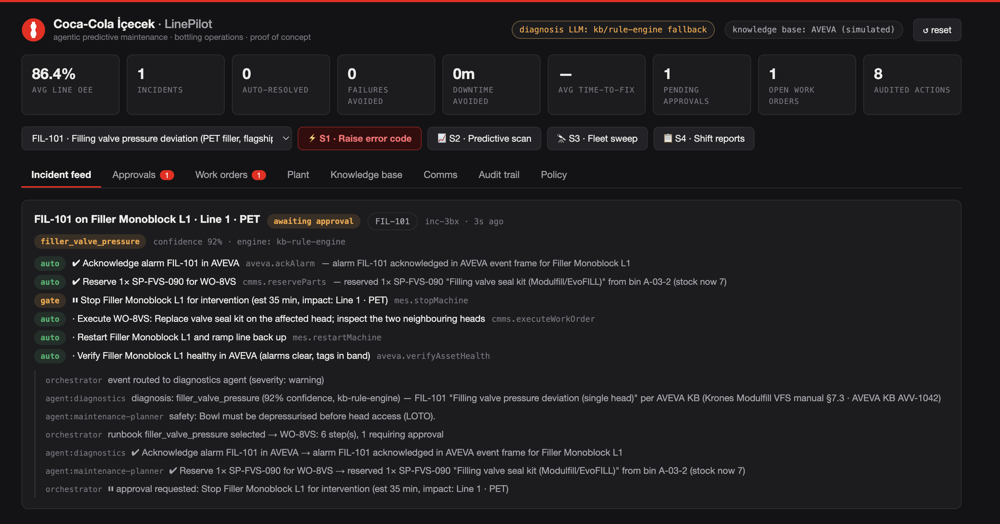 Coca-Cola İçecek · LinePilot
agentic predictive maintenance · bottling operations · proof of concept
diagnosis LLM: kb/rule-engine fallback
knowledge base: AVEVA (simulated)
↺ reset
86.4%
AVG LINE OEE
1
INCIDENTS
0
AUTO-RESOLVED
0
FAILURES
AVOIDED
0m
DOWNTIME
AVOIDED
—
AVG TIME-TO-FIX
1
PENDING
APPROVALS
1
OPEN WORK
ORDERS
8
AUDITED ACTIONS
FIL-101 · Filling valve pressure deviation (PET filler, flagship
⚡ S1 · Raise error code
📈 S2 · Predictive scan
🔭 S3 · Fleet sweep
📋 S4 · Shift reports
Incident feed
Approvals 1
Work orders 1
Plant
Knowledge base
Comms
Audit trail
Policy
FIL-101 on Filler Monoblock L1 · Line 1 · PET awaiting approval FIL-101 inc-3bx · 3s ago
filler_valve_pressure confidence 92% · engine: kb-rule-engine
auto ✔ Acknowledge alarm FIL-101 in AVEVA aveva.ackAlarm — alarm FIL-101 acknowledged in AVEVA event frame for Filler Monoblock L1
auto ✔ Reserve 1× SP-FVS-090 for WO-8VS cmms.reserveParts — reserved 1× SP-FVS-090 "Filling valve seal kit (Modulfill/EvoFILL)" from bin A-03-2 (stock now 7)
gate ⏸ Stop Filler Monoblock L1 for intervention (est 35 min, impact: Line 1 · PET) mes.stopMachine
auto · Execute WO-8VS: Replace valve seal kit on the affected head; inspect the two neighbouring heads cmms.executeWorkOrder
auto · Restart Filler Monoblock L1 and ramp line back up mes.restartMachine
auto · Verify Filler Monoblock L1 healthy in AVEVA (alarms clear, tags in band) aveva.verifyAssetHealth
orchestrator event routed to diagnostics agent (severity: warning)
agent:diagnostics diagnosis: filler_valve_pressure (92% confidence, kb-rule-engine) — FIL-101 "Filling valve pressure deviation (single head)" per AVEVA KB (Krones Modulfill VFS manual §7.3 · AVEVA KB AVV-1042)
agent:maintenance-planner safety: Bowl must be depressurised before head access (LOTO).
orchestrator runbook filler_valve_pressure selected → WO-8VS: 6 step(s), 1 requiring approval
agent:diagnostics ✔ Acknowledge alarm FIL-101 in AVEVA → alarm FIL-101 acknowledged in AVEVA event frame for Filler Monoblock L1
agent:maintenance-planner ✔ Reserve 1× SP-FVS-090 for WO-8VS → reserved 1× SP-FVS-090 "Filling valve seal kit (Modulfill/EvoFILL)" from bin A-03-2 (stock now 7)
orchestrator ⏸ approval requested: Stop Filler Monoblock L1 for intervention (est 35 min, impact: Line 1 · PET)